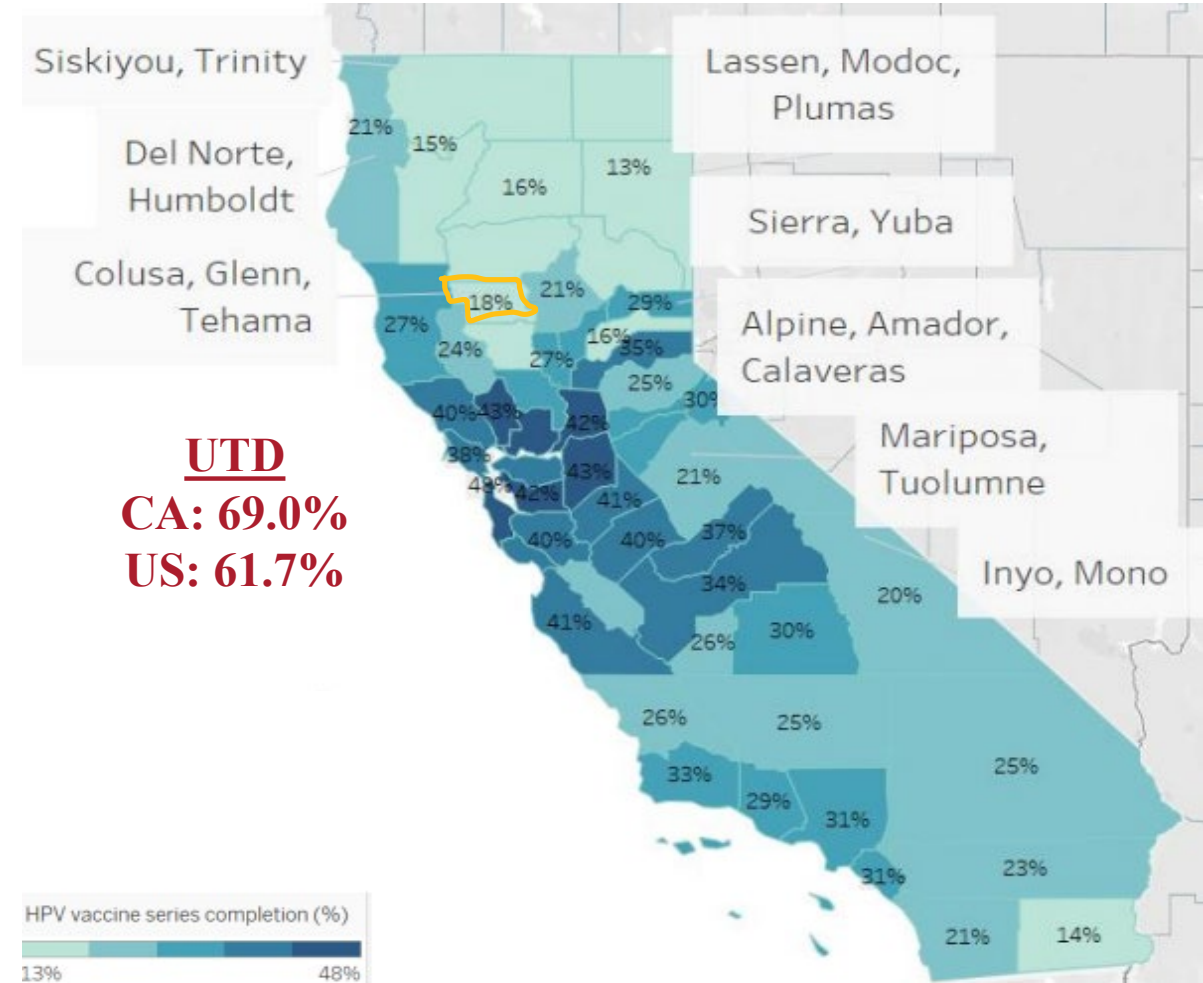 Siskiyou, Trinity
Lassen, Modoc,
Plumas
Del Norte,
Humboldt
Sierra, Yuba
Colusa, Glenn,
Tehama
Alpine, Amador,
Calaveras
Mariposa,
Tuolumne
Inyo, Mono
21%
15%
16%
13%
18%
21%
29%
27%
24%
27%
16%
35%
25%
30%
40%
43%
42%
38%
43%
42%
41%
21%
40%
40%
37%
34%
41%
26%
30%
20%
26%
25%
25%
33%
29%
31%
31%
23%
21%
14%
UTD
CA: 69.0%
US: 61.7%
HPV vaccine series completion (%)
13%
48%